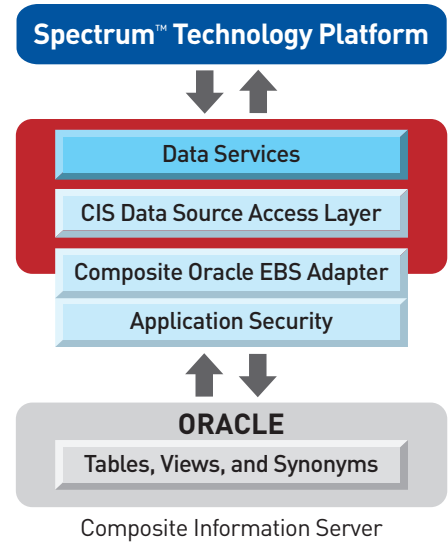 Spectrum™ Technology Platform
Data Services
CIS Data Source Access Layer
Composite Oracle EBS Adapter
Application Security
ORACLE
Tables, Views, and Synonyms
Composite Information Server